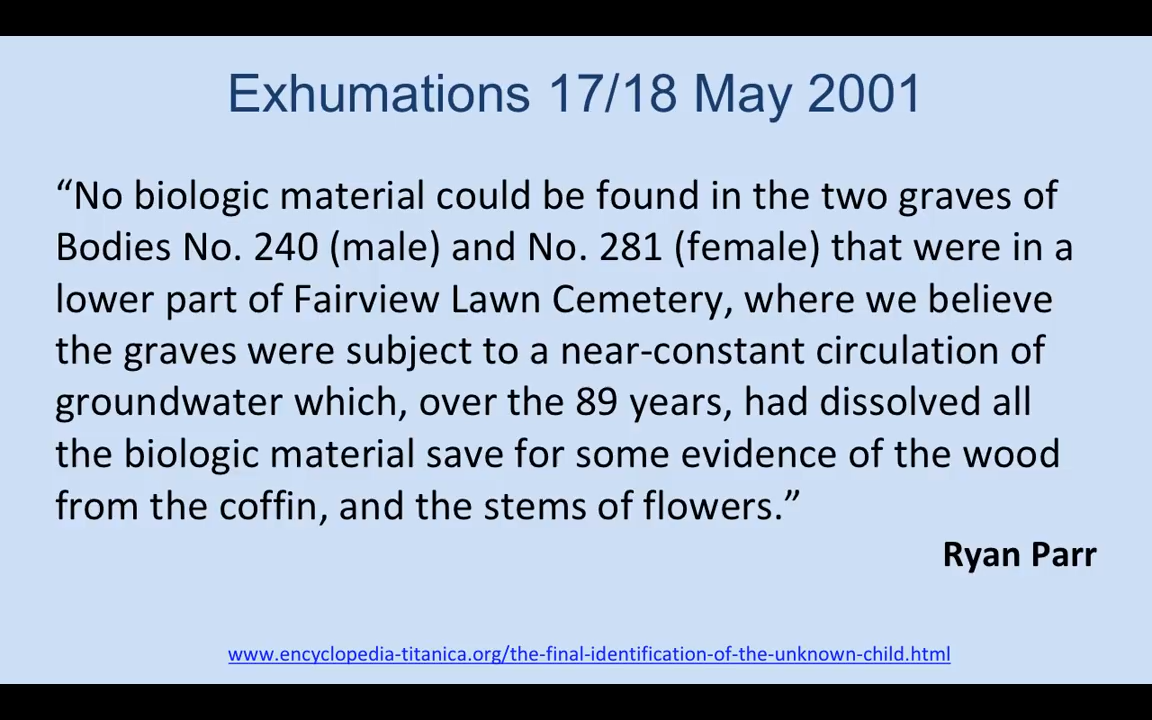 Exhumations 17/18 May 2001
“No biologic material could be found in the two graves of
Bodies No. 240 (male) and No. 281 (female) that were in a
lower part of Fairview Lawn Cemetery, where we believe
the graves were subject to a near-constant circulation of
groundwater which, over the 89 years, had dissolved all
the biologic material save for some evidence of the wood
from the coffin, and the stems of flowers.”
Ryan Parr
www.encyclopedia-titanica.org/the-final-identification-of-the-unknown-child.html